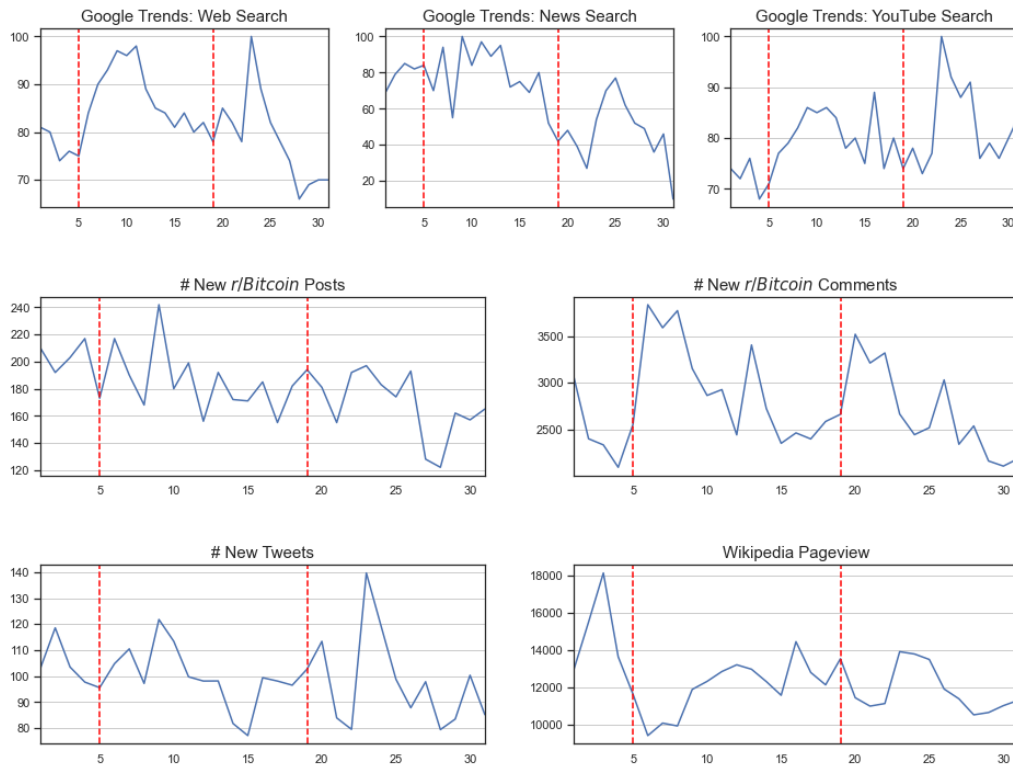 Google Trends: Web Search
100
90
80
70
5 10 15 20 25 30
Google Trends: News Search
100
80
60
40
20
5 10 15 20 25 30
Google Trends: YouTube Search
100
90
80
70
5 10 15 20 25 30
# New r/Bitcoin Posts
240
220
200
180
160
140
120
5 10 15 20 25 30
# New r/Bitcoin Comments
3500
3000
2500
5 10 15 20 25 30
# New Tweets
140
130
120
110
100
90
80
5 10 15 20 25 30
Wikipedia Pageview
18000
16000
14000
12000
10000
5 10 15 20 25 30